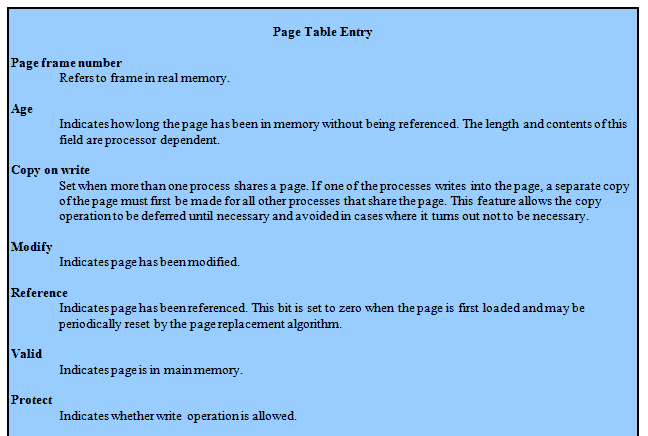 Page Table Entry
Page frame number
Refers to frame in real memory.
Age
Indicates how long the page has been in memory without being referenced. The length and contents of this
field are processor dependent.
Copy on write
Set when more than one process shares a page. If one of the processes writes into the page, a separate copy
of the page must first be made for all other processes that share the page. This feature allows the copy
operation to be deferred until necessary and avoided in cases where it turns out not to be necessary.
Modify
Indicates page has been modified.
Reference
Indicates page has been referenced. This bit is set to zero when the page is first loaded and may be
periodically reset by the page replacement algorithm.
Valid
Indicates page is in main memory.
Protect
Indicates whether write operation is allowed.